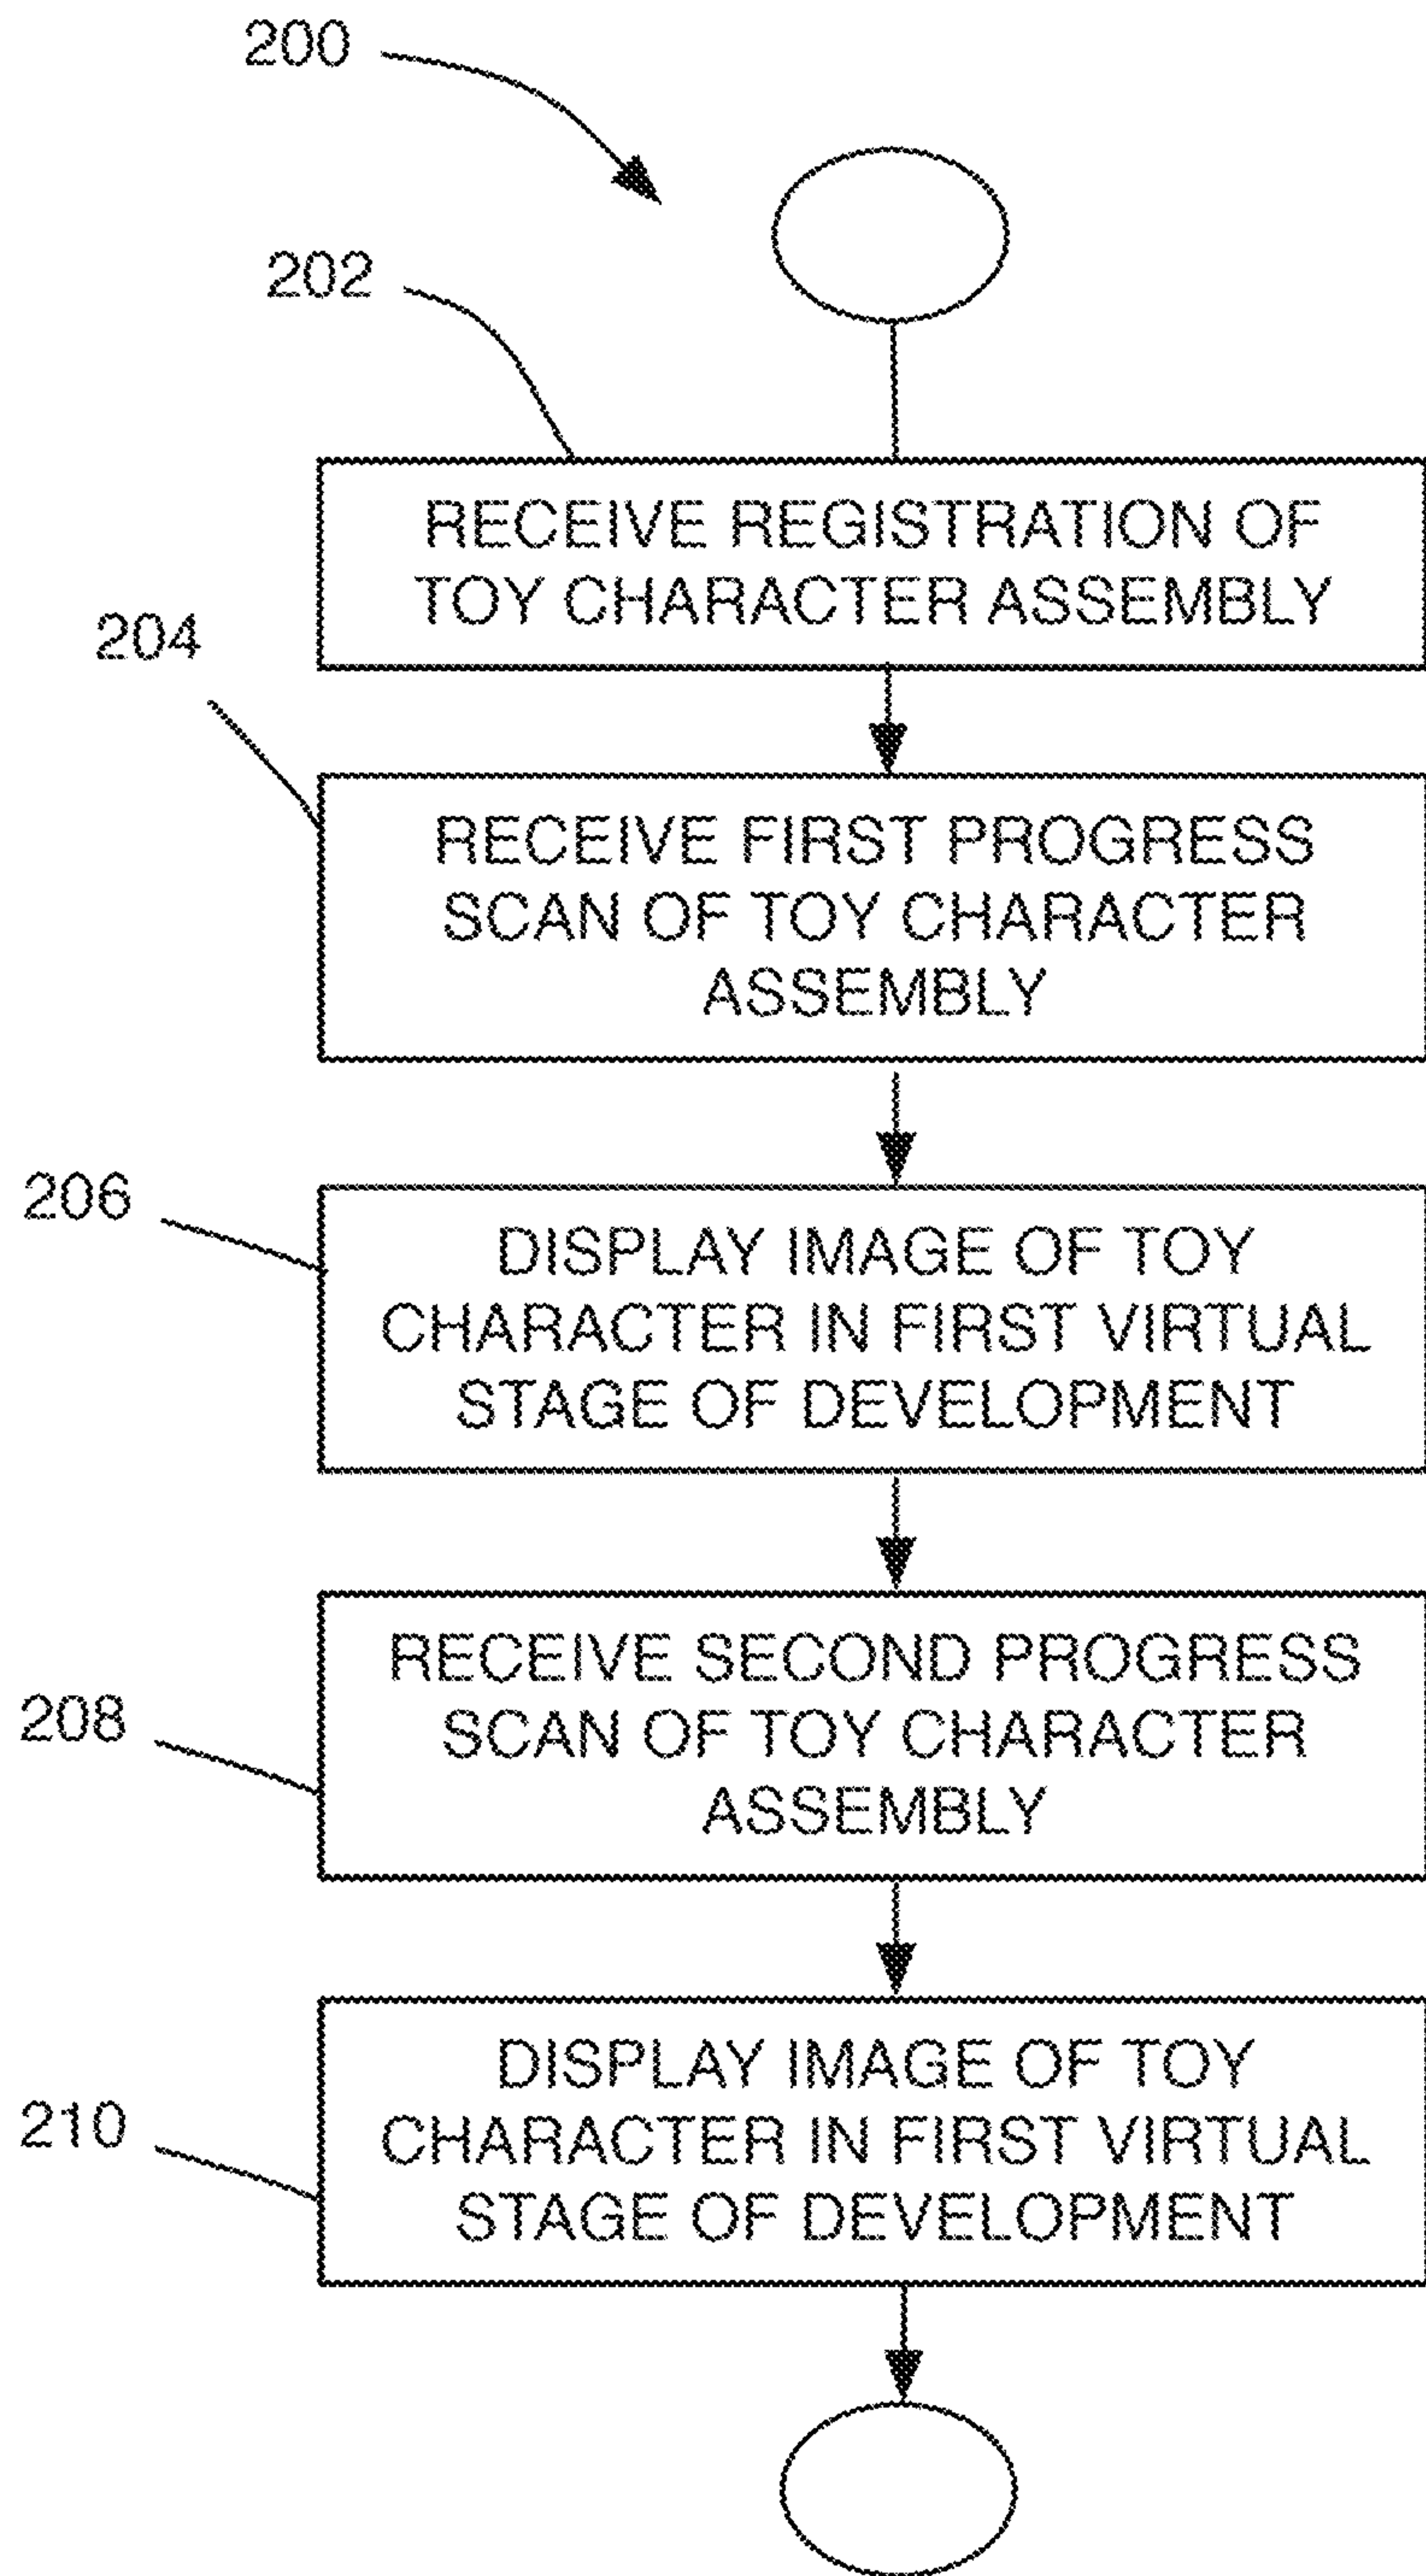 200
202
RECEIVE REGISTRATION OF
TOY CHARACTER ASSEMBLY
204
RECEIVE FIRST PROGRESS
SCAN OF TOY CHARACTER
ASSEMBLY
206
DISPLAY IMAGE OF TOY
CHARACTER IN FIRST VIRTUAL
STAGE OF DEVELOPMENT
208
RECEIVE SECOND PROGRESS
SCAN OF TOY CHARACTER
ASSEMBLY
210
DISPLAY IMAGE OF TOY
CHARACTER IN FIRST VIRTUAL
STAGE OF DEVELOPMENT